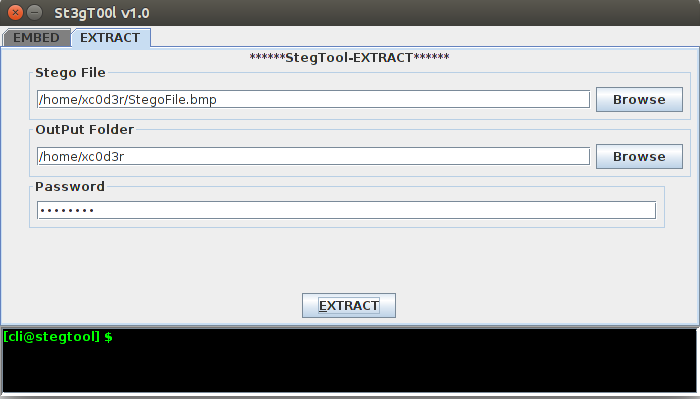 St3gT00l v1.0
EMBED EXTRACT
******StegTool-EXTRACT******
Stego File
/home/xc0d3r/StegoFile.bmp Browse
OutPut Folder
/home/xc0d3r Browse
Password
••••••••
EXTRACT
[cli@stegtool] $